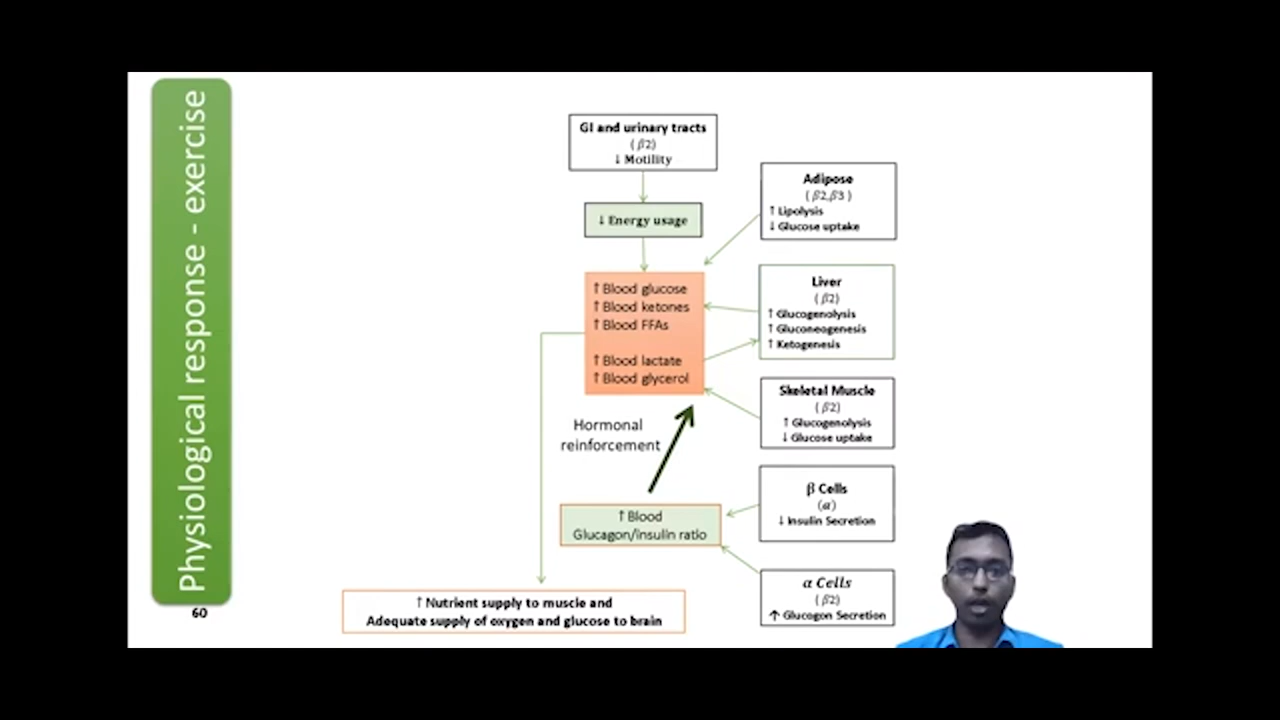 Physiological response - exercise
60
GI and urinary tracts
(β2)
↓ Motility
↓ Energy usage
↑ Blood glucose
↑ Blood ketones
↑ Blood FFAs
↑ Blood lactate
↑ Blood glycerol
Hormonal
reinforcement
↑ Blood
Glucagon/insulin ratio
↑ Nutrient supply to muscle and
Adequate supply of oxygen and glucose to brain
Adipose
(β2,β3 )
↑ Lipolysis
↓ Glucose uptake
Liver
(β2)
↑ Glucogenolysis
↑ Gluconeogenesis
↑ Ketogenesis
Skeletal Muscle
(β2)
↑ Glucogenolysis
↓ Glucose uptake
β Cells
(α)
↓ Insulin Secretion
α Cells
(β2)
↑ Glucogon Secretion